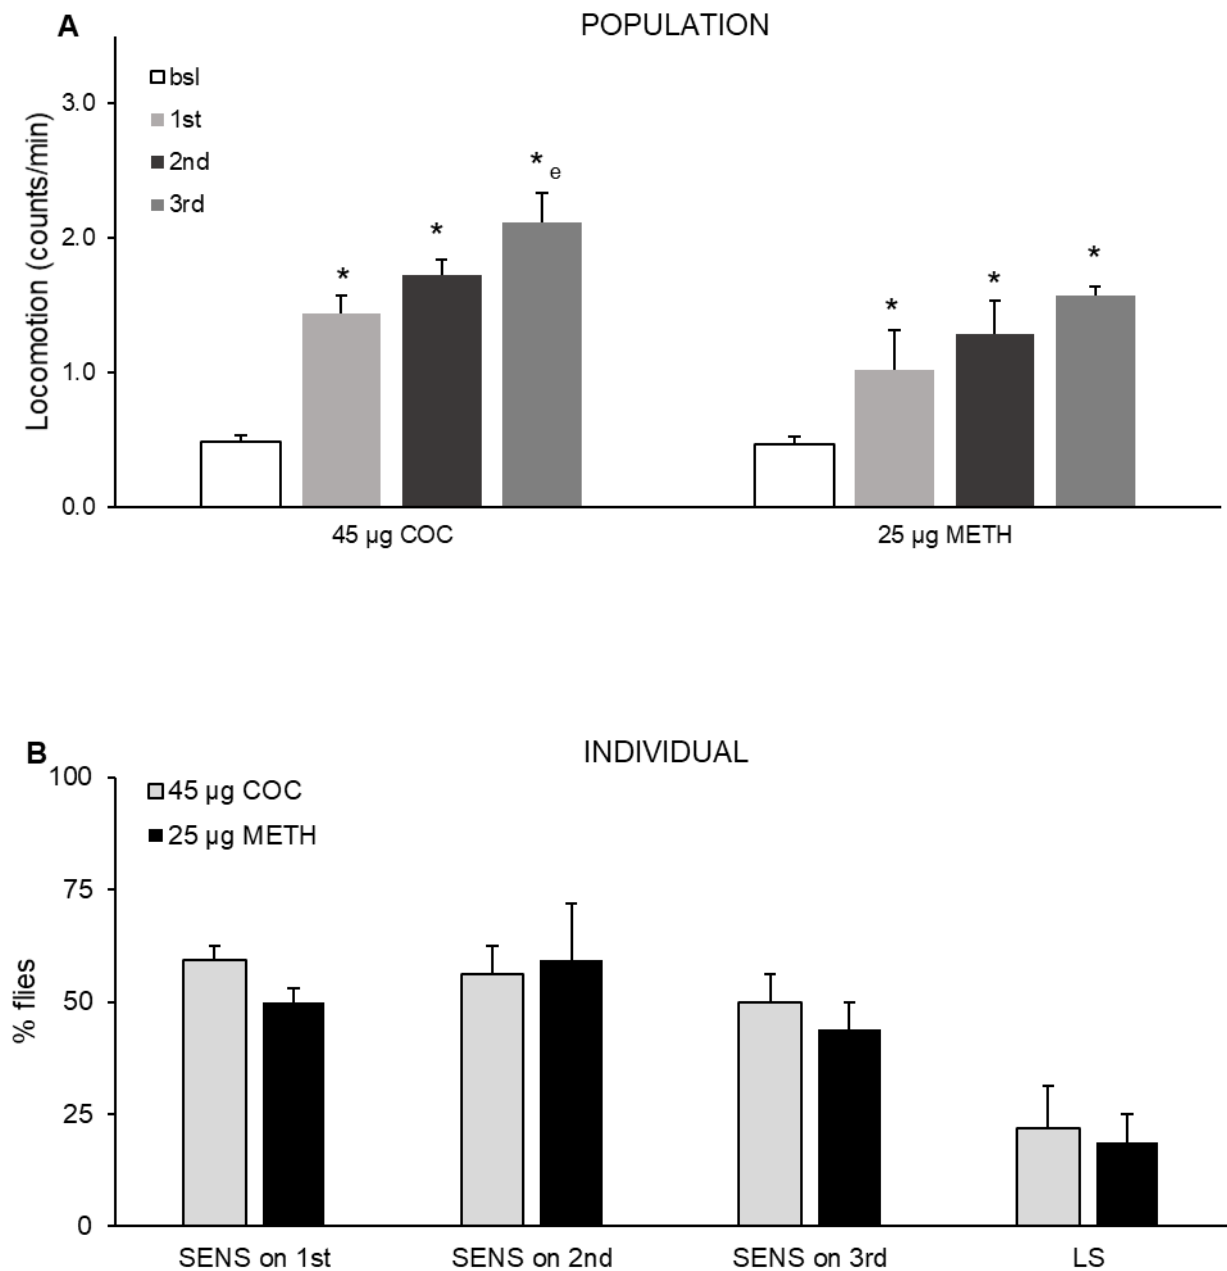 A
POPULATION
bsl
1st
2nd
3rd
Locomotion (counts/min)
3.0
2.0
1.0
0.0
*
*
* e
*
*
*
45 µg COC
25 µg METH
B
INDIVIDUAL
45 µg COC
25 µg METH
% flies
100
75
50
25
0
SENS on 1st
SENS on 2nd
SENS on 3rd
LS